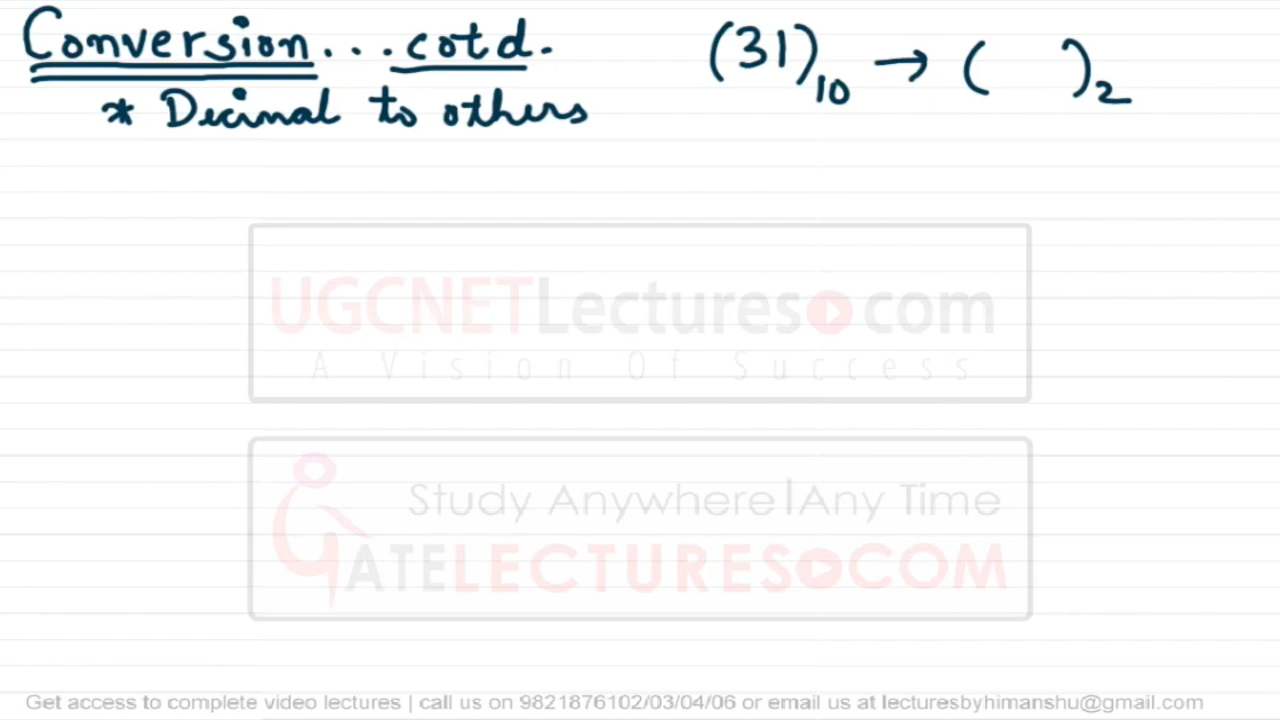 Conversion... cotd.
(31)10 → ( )2
* Decimal to others
UGCNETLectures.com
A Vision Of Success
Study Anywhere|Any Time
GATELECTURES.COM
Get access to complete video lectures | call us on 9821876102/03/04/06 or email us at lecturesbyhimanshu@gmail.com